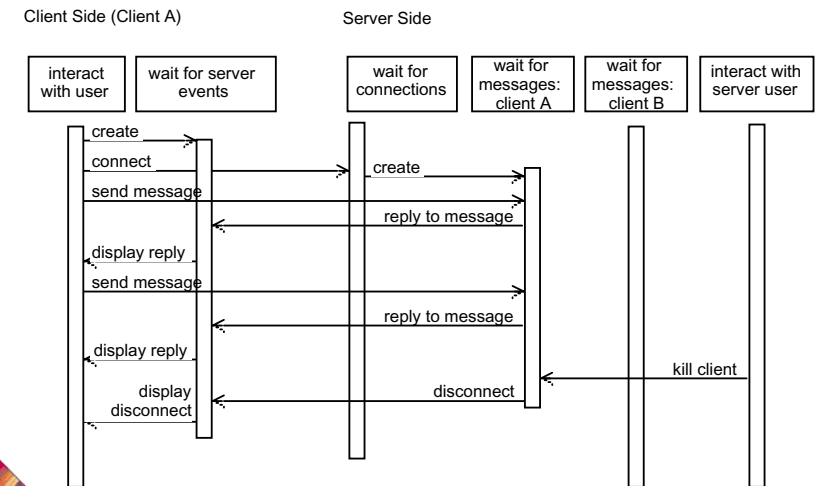 Client Side (Client A)
Server Side
interact
with user
wait for server
events
wait for
connections
wait for
messages:
client A
wait for
messages:
client B
interact with
server user
create
connect
create
send message
reply to message
display reply
send message
reply to message
display reply
kill client
display
disconnect
disconnect